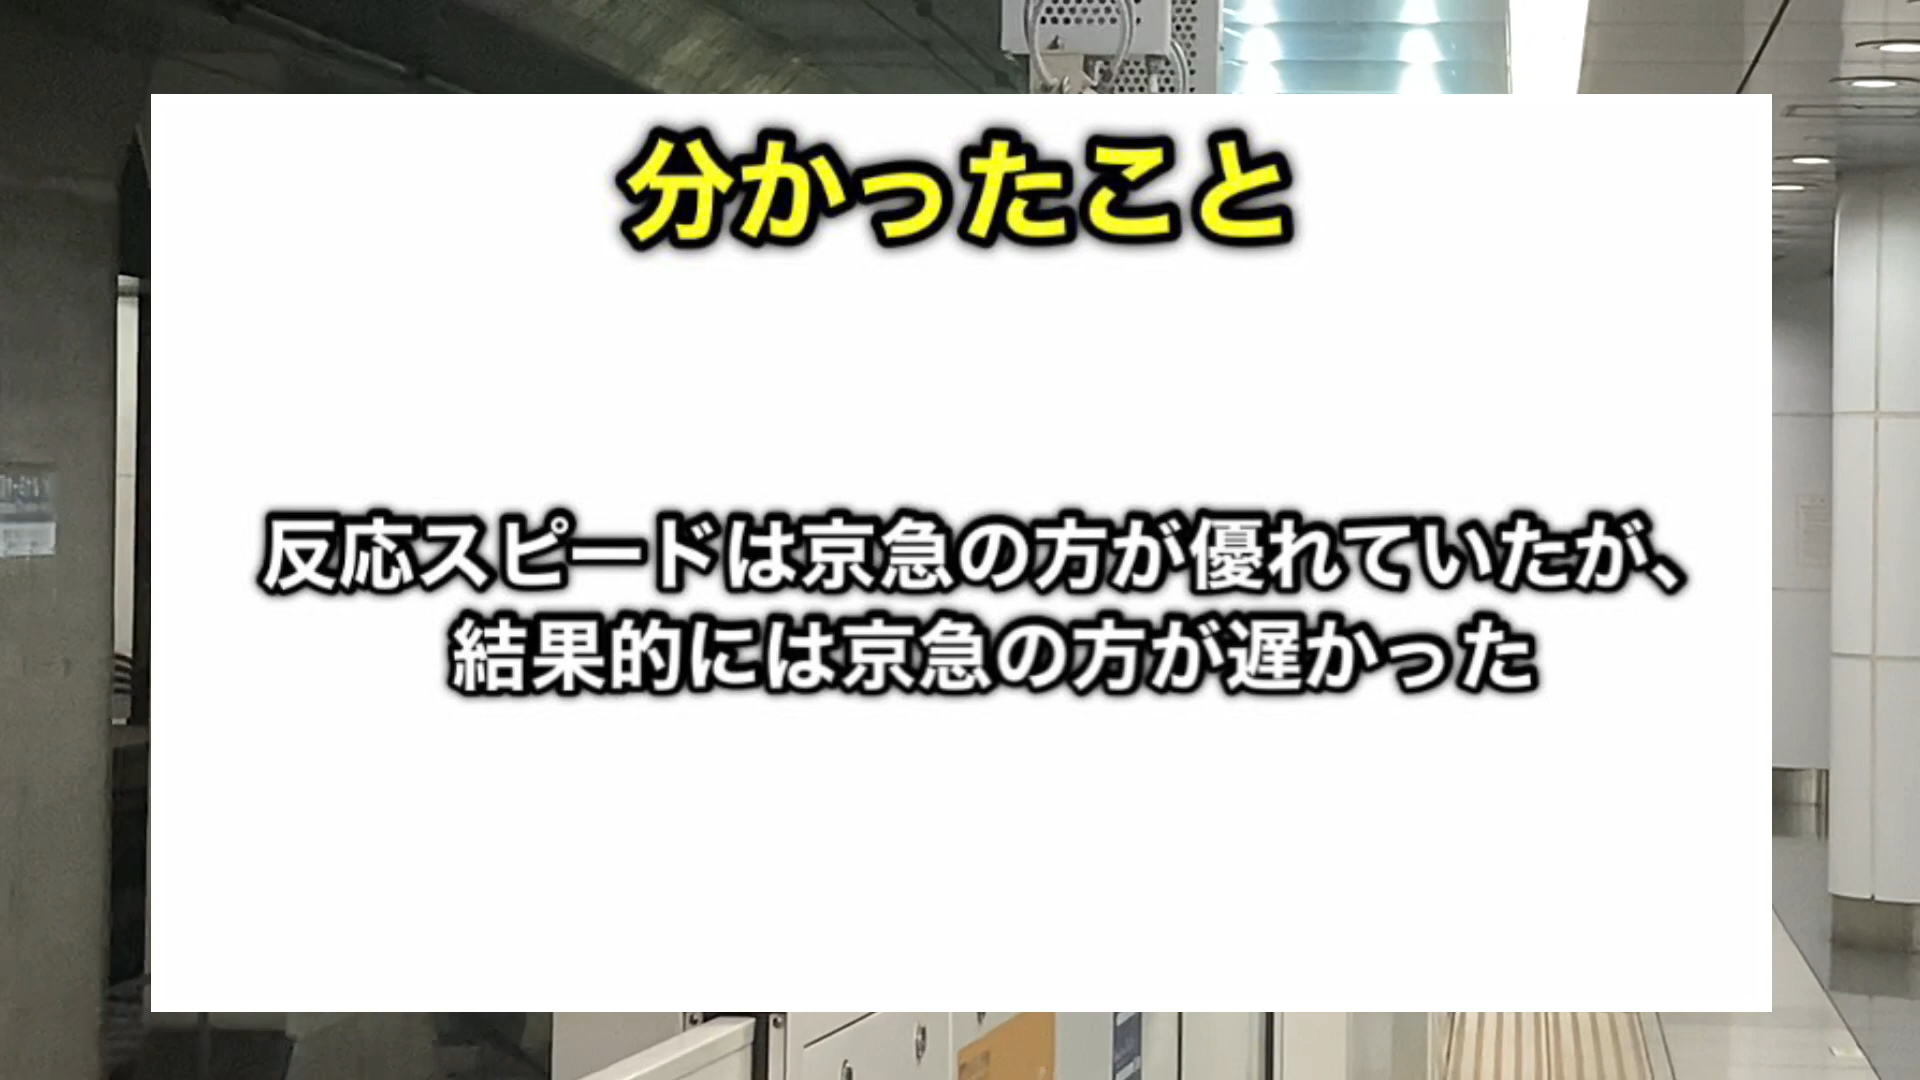 分かったこと
反応スピードは京急の方が優れていたが、
結果的には京急の方が遅かった